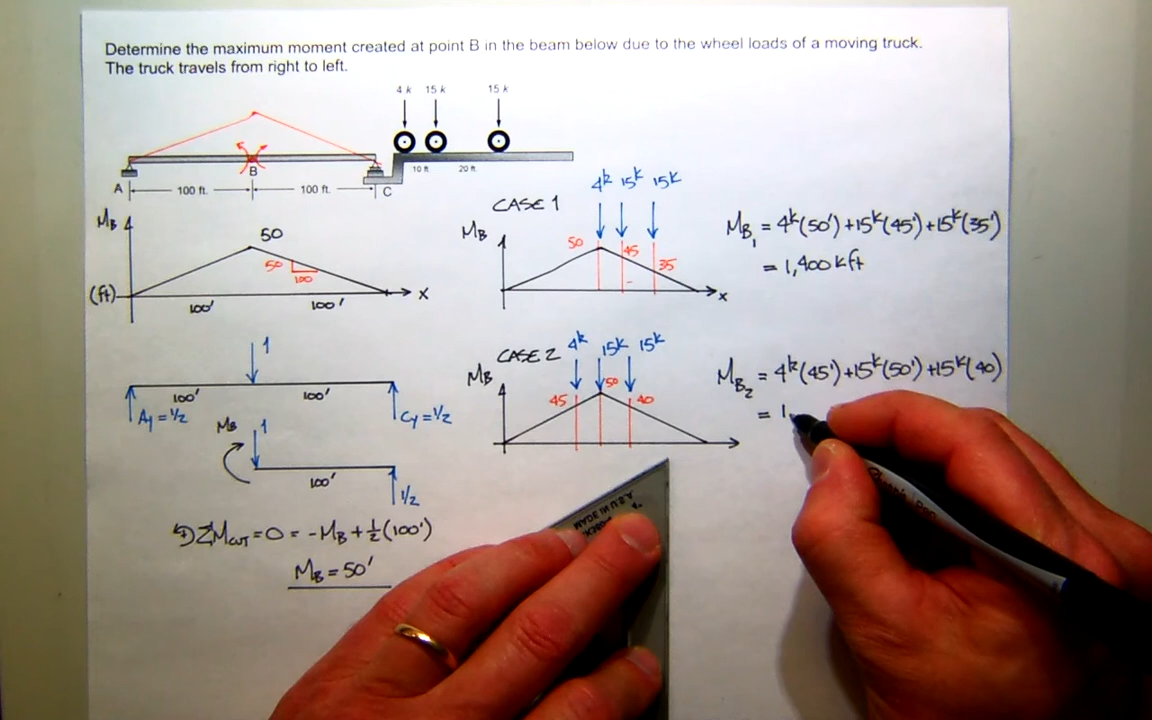 Determine the maximum moment created at point B in the beam below due to the wheel loads of a moving truck.
The truck travels from right to left.
4 k 15 k 15 k
10 ft. 20 ft.
A 100 ft. B 100 ft. C
MB
50
50
100
(ft) 100' 100' x
1
100' 100'
Ay=1/2 Cy=1/2
MB 1
100'
1/2
ΣMCUT=0=-MB+1/2(100')
MB=50'
CASE 1 4k 15k 15k
MB 50 45 35
x
MB1 = 4k(50')+15k(45')+15k(35')
= 1,400 kft
CASE 2 4k 15k 15k
MB 45 50 40
MB2 = 4k(45')+15k(50')+15k(40)
= 1